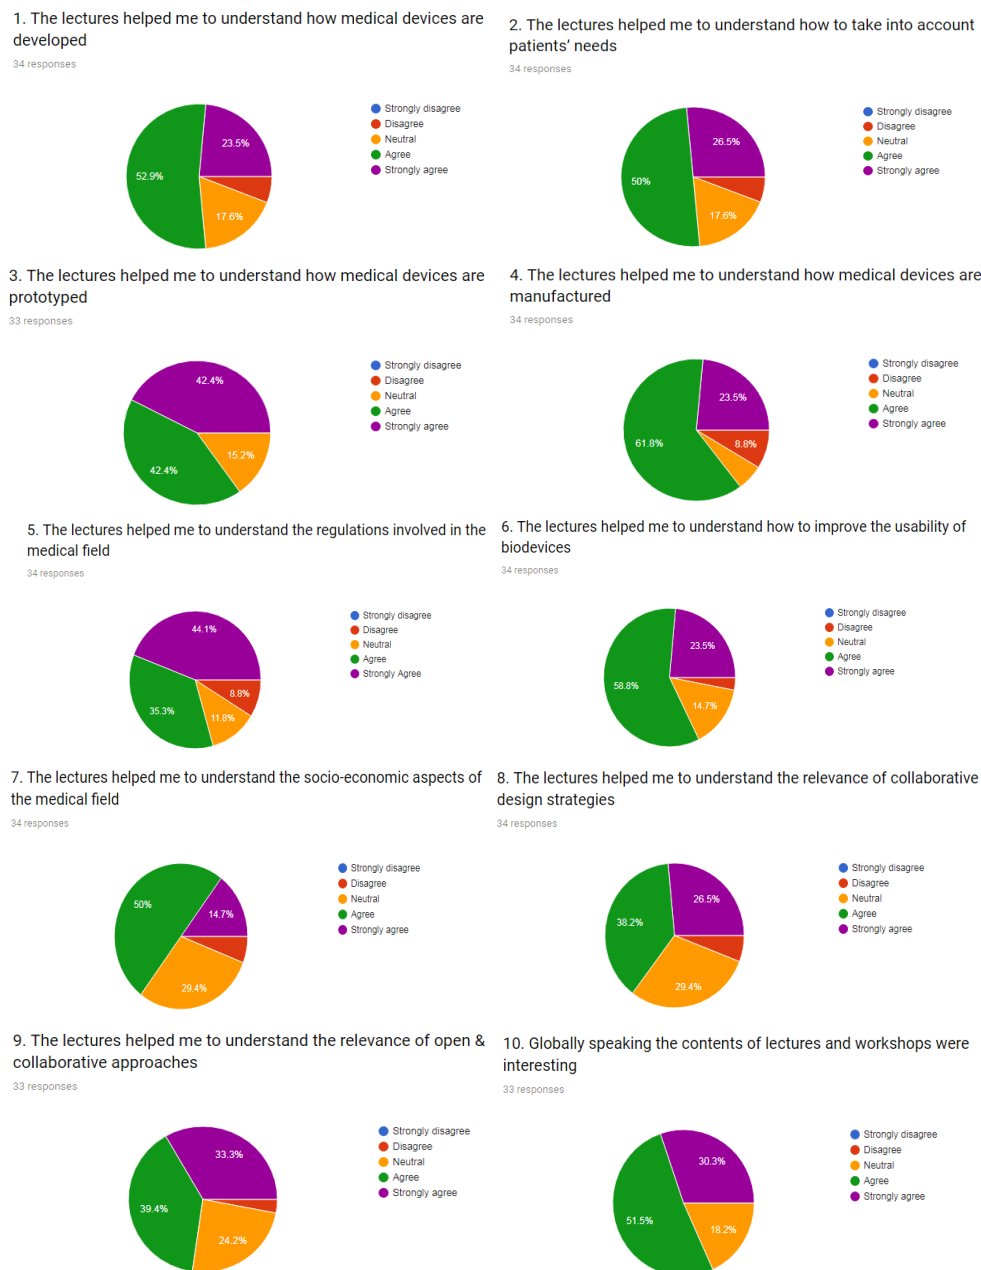 1. The lectures helped me to understand how medical devices are
developed
34 responses
52.9%
23.5%
17.6%
Strongly disagree
Disagree
Neutral
Agree
Strongly agree
2. The lectures helped me to understand how to take into account
patients’ needs
34 responses
50%
26.5%
17.6%
Strongly disagree
Disagree
Neutral
Agree
Strongly agree
3. The lectures helped me to understand how medical devices are
prototyped
33 responses
42.4%
42.4%
15.2%
Strongly disagree
Disagree
Neutral
Agree
Strongly agree
4. The lectures helped me to understand how medical devices are
manufactured
34 responses
61.8%
23.5%
8.8%
Strongly disagree
Disagree
Neutral
Agree
Strongly agree
5. The lectures helped me to understand the regulations involved in the
medical field
34 responses
44.1%
35.3%
8.8%
11.8%
Strongly disagree
Disagree
Neutral
Agree
Strongly Agree
6. The lectures helped me to understand how to improve the usability of
biodevices
34 responses
58.8%
23.5%
14.7%
Strongly disagree
Disagree
Neutral
Agree
Strongly agree
7. The lectures helped me to understand the socio-economic aspects of
the medical field
34 responses
50%
14.7%
29.4%
Strongly disagree
Disagree
Neutral
Agree
Strongly agree
8. The lectures helped me to understand the relevance of collaborative
design strategies
34 responses
38.2%
26.5%
29.4%
Strongly disagree
Disagree
Neutral
Agree
Strongly agree
9. The lectures helped me to understand the relevance of open &
collaborative approaches
33 responses
33.3%
39.4%
24.2%
Strongly disagree
Disagree
Neutral
Agree
Strongly agree
10. Globally speaking the contents of lectures and workshops were
interesting
33 responses
30.3%
51.5%
18.2%
Strongly disagree
Disagree
Neutral
Agree
Strongly agree